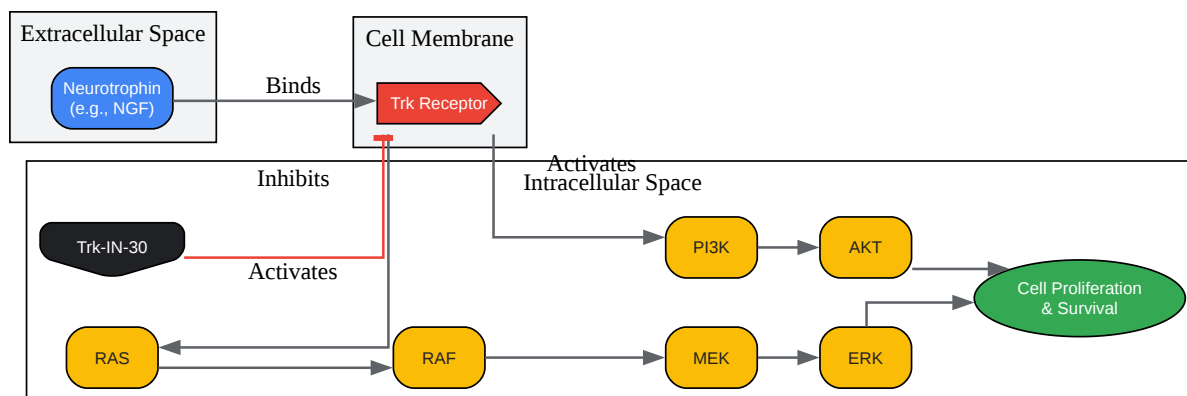 Extracellular Space
Neurotrophin
(e.g., NGF)
Binds
Cell Membrane
Trk Receptor
Inhibits
Activates
Intracellular Space
Trk-IN-30
Activates
PI3K
AKT
Cell Proliferation
& Survival
RAS
RAF
MEK
ERK